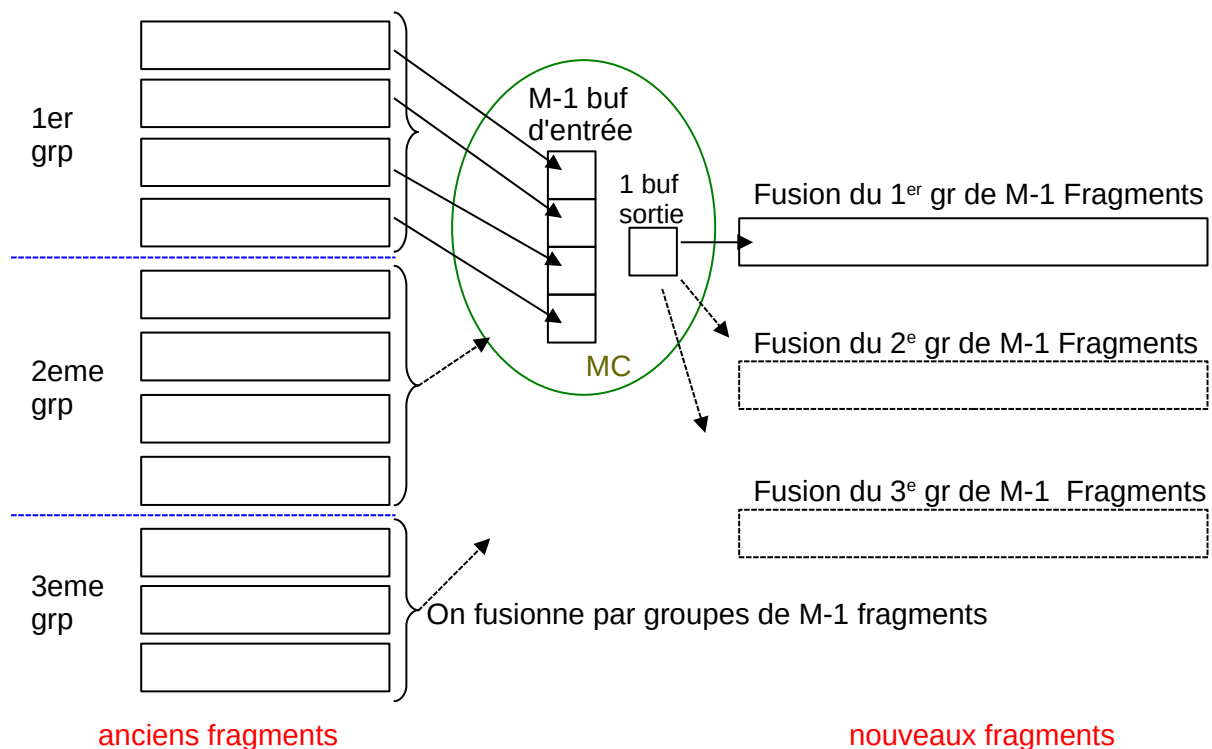 1er
grp
M-1 buf
d'entrée
1 buf
sortie
MC
Fusion du 1er gr de M-1 Fragments
2eme
grp
Fusion du 2e gr de M-1 Fragments
3eme
grp
Fusion du 3e gr de M-1  Fragments
On fusionne par groupes de M-1 fragments
anciens fragments
nouveaux fragments